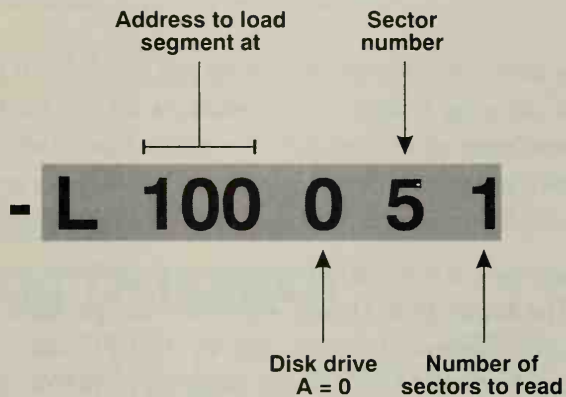 Address to load
segment at
Sector
number
- L 100 0 5 1
Disk drive
A = 0
Number of
sectors to read